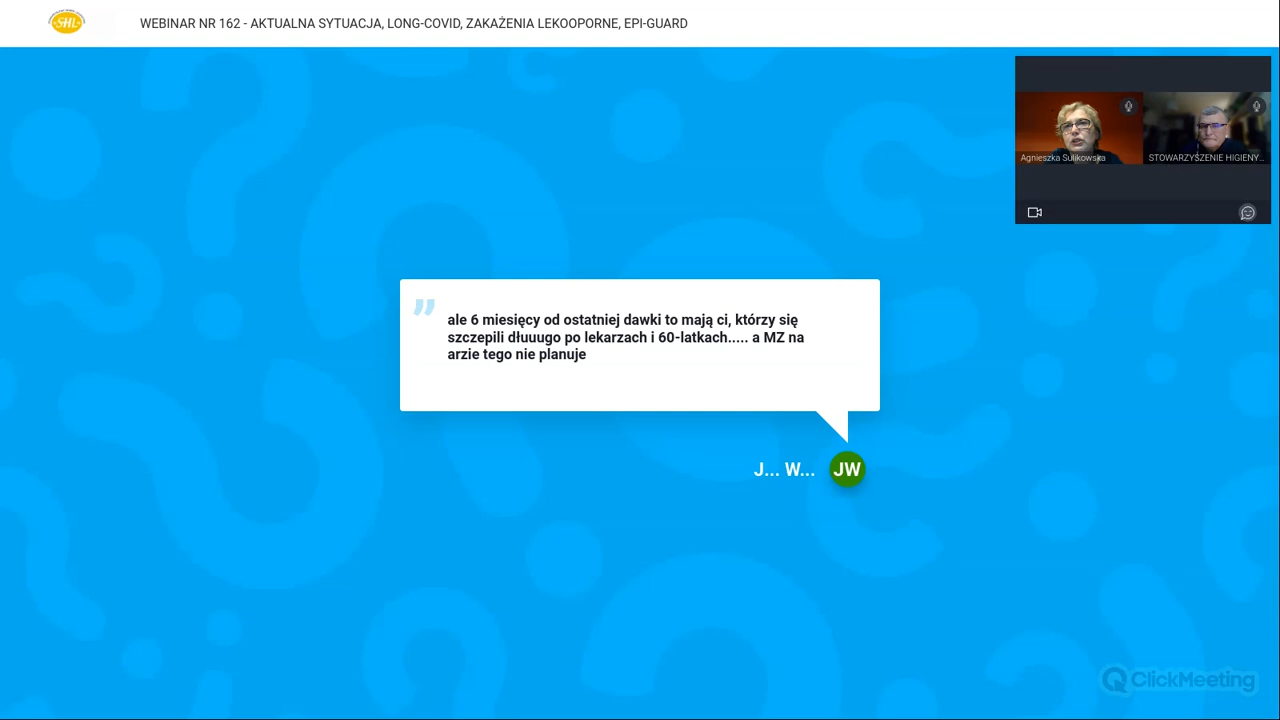 SHL
WEBINAR NR 162 - AKTUALNA SYTUACJA, LONG-COVID, ZAKAŻENIA LEKOOPORNE, EPI-GUARD
Agnieszka Sulikowska
STOWARZYSZENIE HIGIENY...
ale 6 miesięcy od ostatniej dawki to mają ci, którzy się
szczepili dłuuugo po lekarzach i 60-latkach..... a MZ na
arzie tego nie planuje
J... W...
JW
ClickMeeting